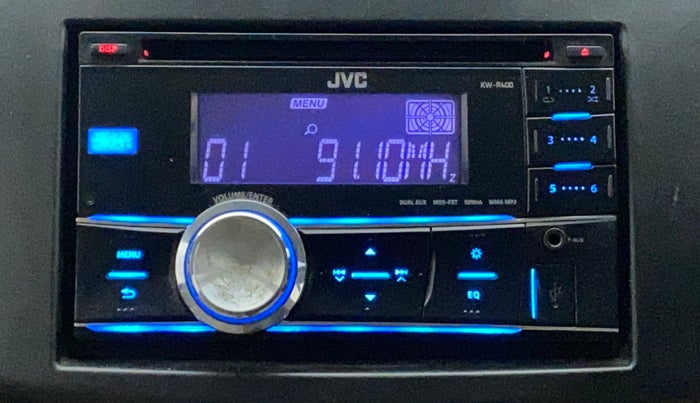 DISP
JVC
KW-R400
MENU
01 91.10MHz
1 •••• 2
3 •••• 4
5 •••• 6
VOLUME/ENTER
DUAL AUX MOS-FET 500mA WMA MP3
MENU
EQ